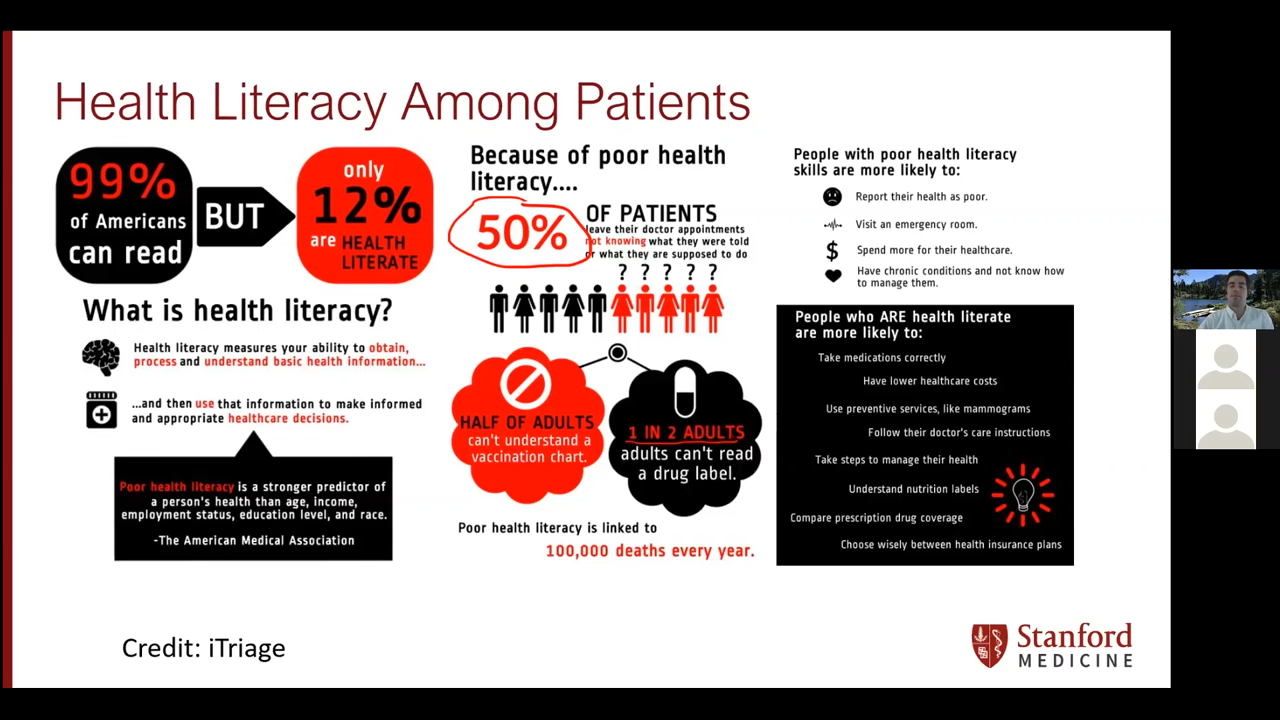 Health Literacy Among Patients
99%
of Americans
can read
BUT
only
12%
are HEALTH
LITERATE
What is health literacy?
Health literacy measures your ability to obtain,
process and understand basic health information...
...and then use that information to make informed
and appropriate healthcare decisions.
Poor health literacy is a stronger predictor of
a person's health than age, income,
employment status, education level, and race.
-The American Medical Association
Because of poor health
literacy....
50%
OF PATIENTS
leave their doctor appointments
not knowing what they were told
or what they are supposed to do
? ? ? ? ?
HALF OF ADULTS
can't understand a
vaccination chart.
1 IN 2 ADULTS
adults can't read
a drug label.
Poor health literacy is linked to
100,000 deaths every year.
People with poor health literacy
skills are more likely to:
Report their health as poor.
Visit an emergency room.
$
Spend more for their healthcare.
Have chronic conditions and not know how
to manage them.
People who ARE health literate
are more likely to:
Take medications correctly
Have lower healthcare costs
Use preventive services, like mammograms
Follow their doctor's care instructions
Take steps to manage their health
Understand nutrition labels
Compare prescription drug coverage
Choose wisely between health insurance plans
Credit: iTriage
Stanford
MEDICINE